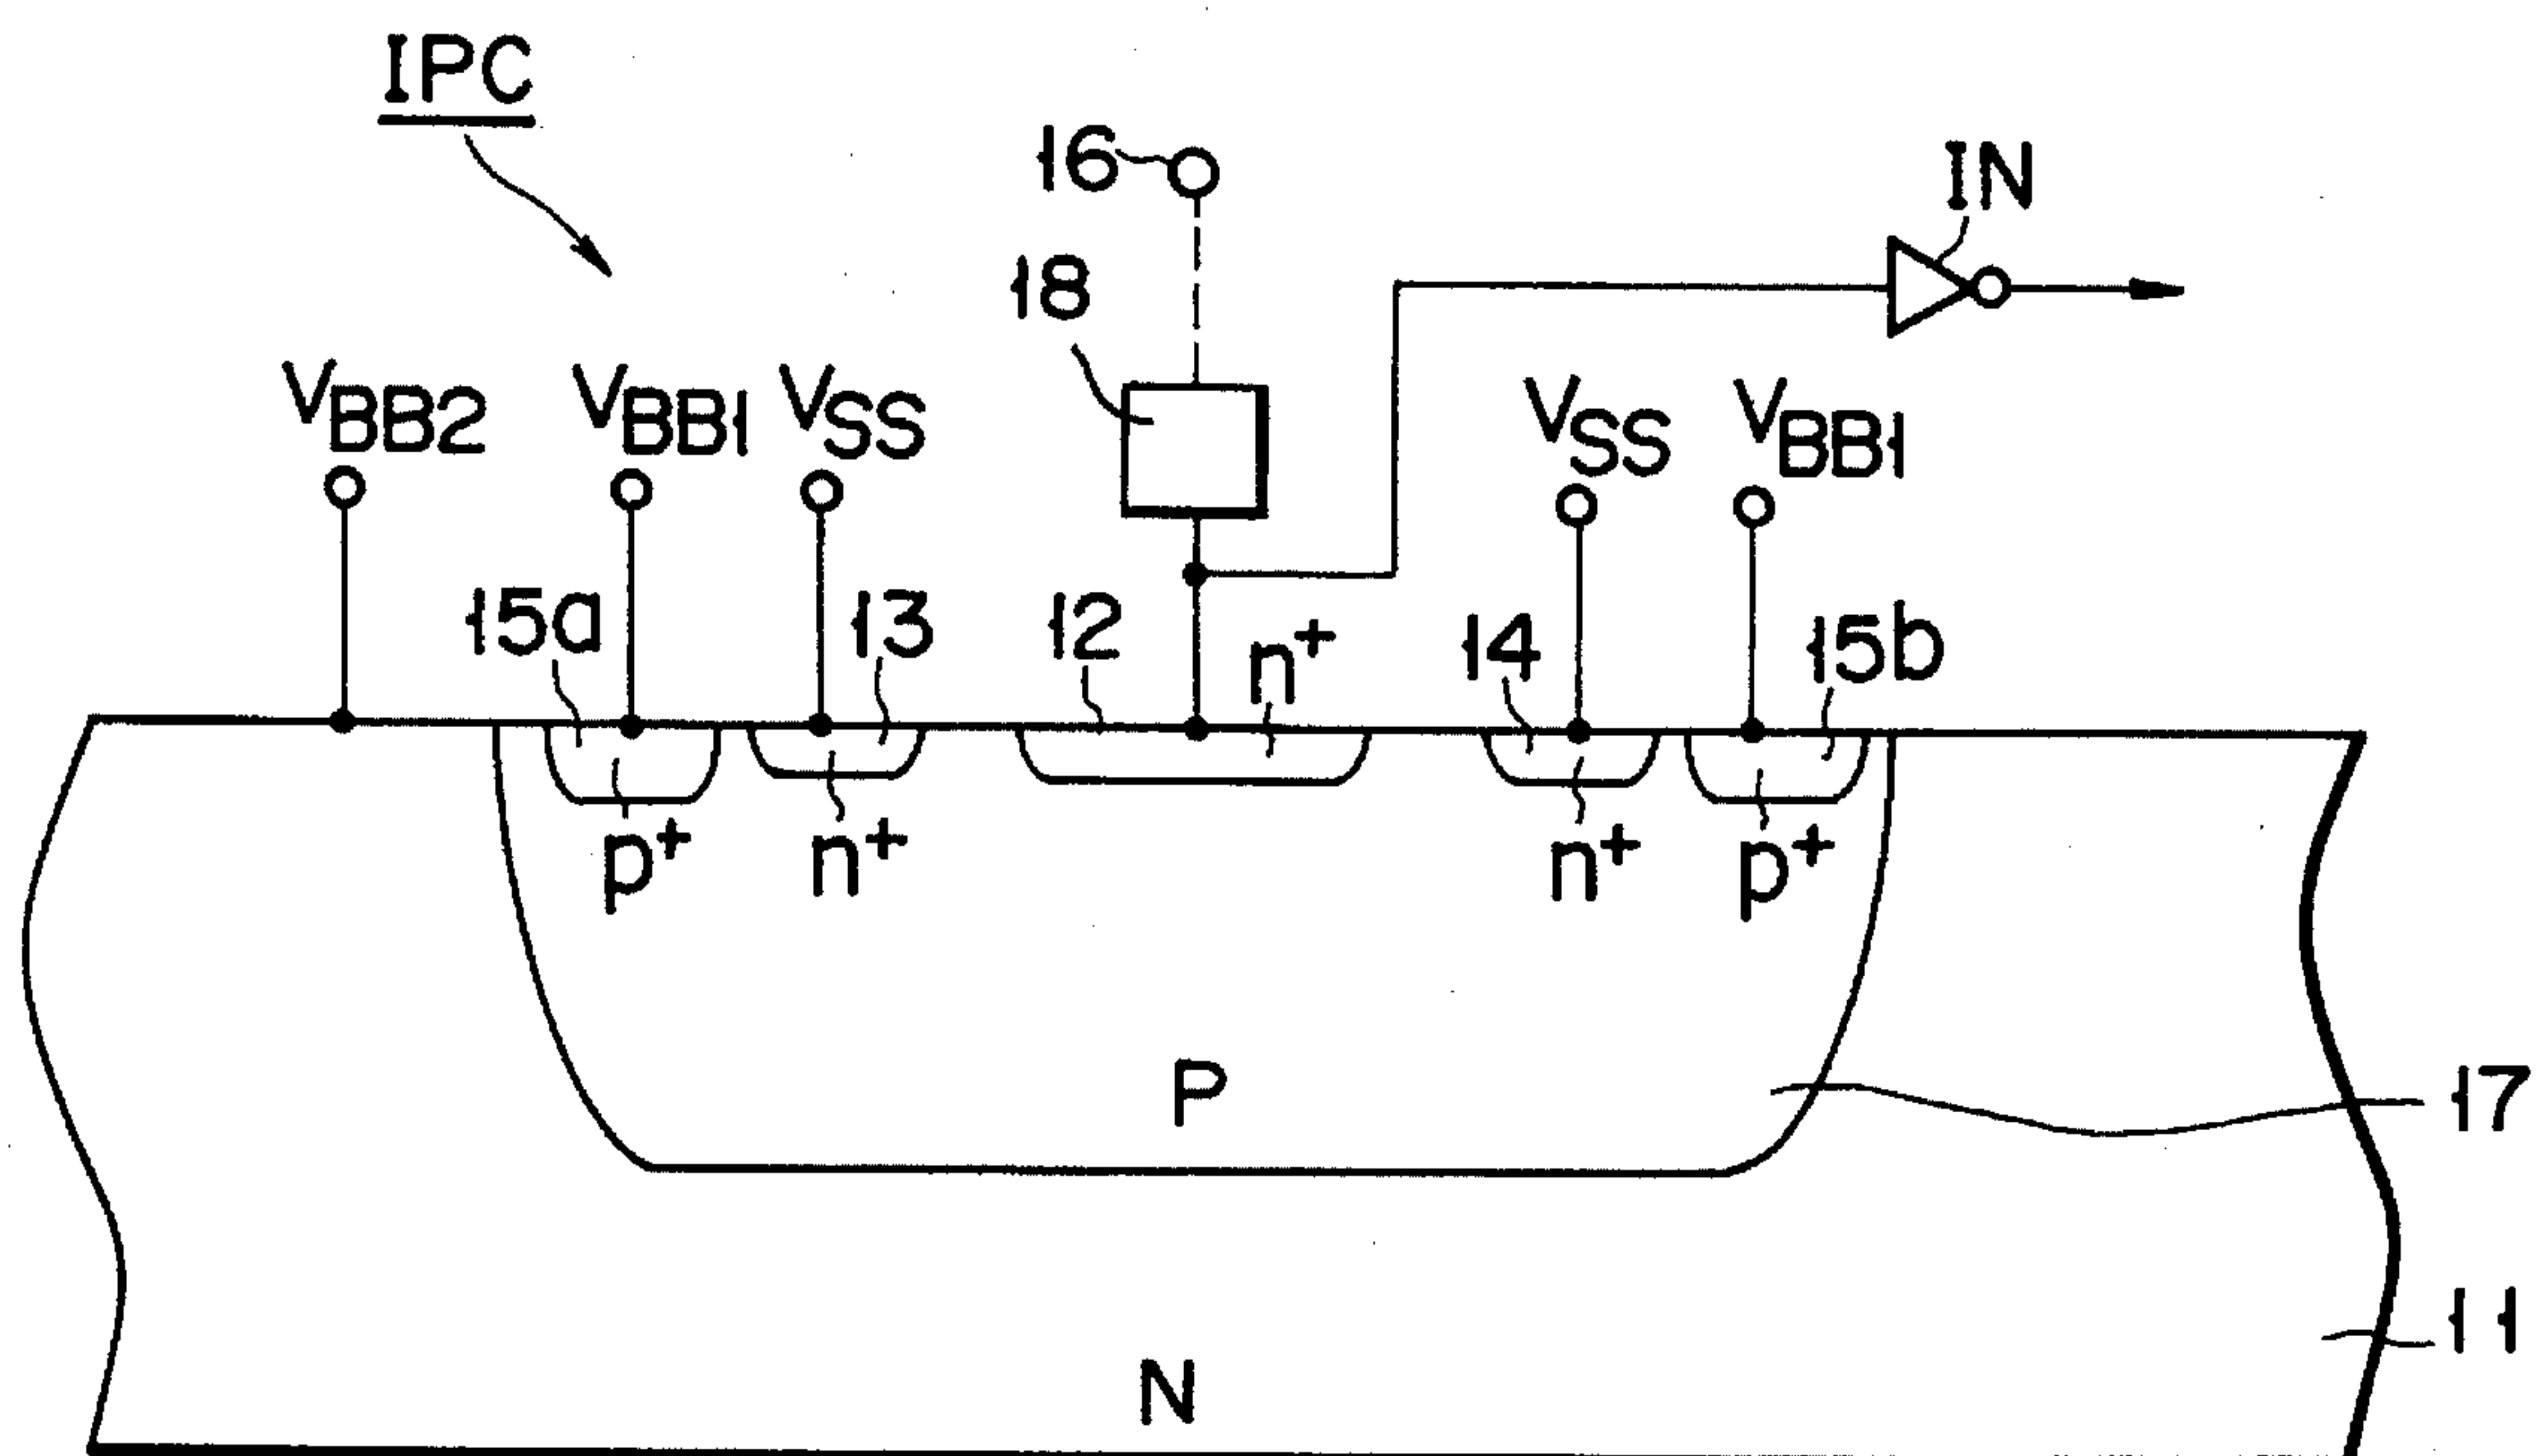 IPC
16
IN
18
VBB2 VBB1 VSS VSS VBB1
15a 13 12 n+ 14 15b
p+ n+ n+ p+
P
17
11
N